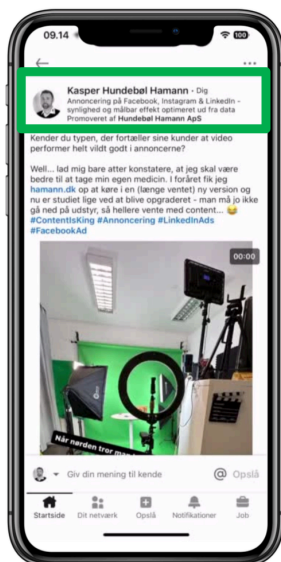 09.14
100
Kasper Hundebøl Hamann • Dig
Annoncering på Facebook, Instagram & LinkedIn -
synlighed og målbar effekt optimeret ud fra data
Promoveret af Hundebøl Hamann ApS
Kender du typen, der fortæller sine kunder at video
performer helt vildt godt i annoncerne?
Well... lad mig bare atter konstatere, at jeg skal være
bedre til at tage min egen medicin. I foråret fik jeg
hamann.dk op at køre i en (længe ventet) ny version og
nu er studiet lige ved at blive opgraderet - man må jo ikke
gå ned på udstyr, så hellere vente med content... 😂
#ContentIsKing #Annoncering #LinkedInAds
#FacebookAd
00:00
Når nørden tror man
Giv din mening til kende
@ Opslå
Startside Dit netværk Opslå Notifikationer Job